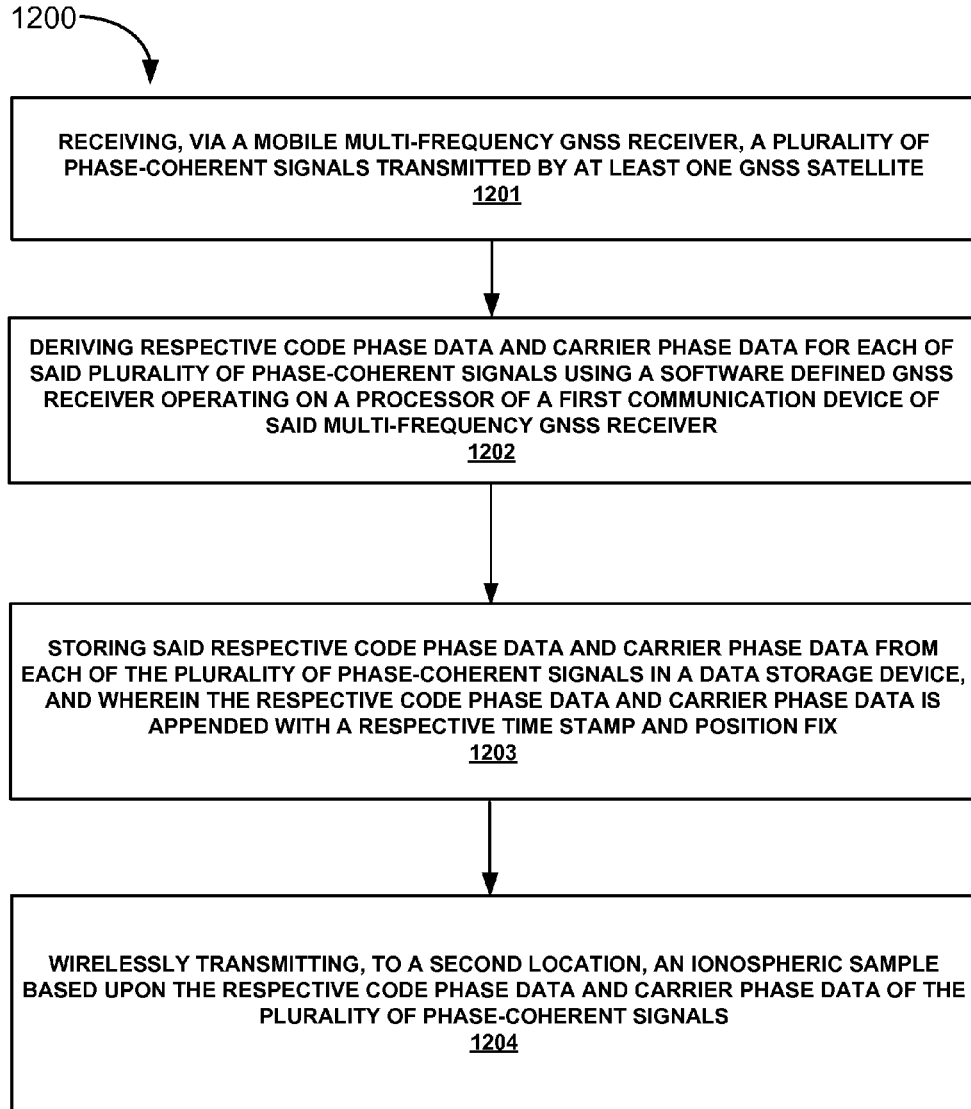 1200
RECEIVING, VIA A MOBILE MULTI-FREQUENCY GNSS RECEIVER, A PLURALITY OF
PHASE-COHERENT SIGNALS TRANSMITTED BY AT LEAST ONE GNSS SATELLITE
1201
DERIVING RESPECTIVE CODE PHASE DATA AND CARRIER PHASE DATA FOR EACH OF
SAID PLURALITY OF PHASE-COHERENT SIGNALS USING A SOFTWARE DEFINED GNSS
RECEIVER OPERATING ON A PROCESSOR OF A FIRST COMMUNICATION DEVICE OF
SAID MULTI-FREQUENCY GNSS RECEIVER
1202
STORING SAID RESPECTIVE CODE PHASE DATA AND CARRIER PHASE DATA FROM
EACH OF THE PLURALITY OF PHASE-COHERENT SIGNALS IN A DATA STORAGE DEVICE,
AND WHEREIN THE RESPECTIVE CODE PHASE DATA AND CARRIER PHASE DATA IS
APPENDED WITH A RESPECTIVE TIME STAMP AND POSITION FIX
1203
WIRELESSLY TRANSMITTING, TO A SECOND LOCATION, AN IONOSPHERIC SAMPLE
BASED UPON THE RESPECTIVE CODE PHASE DATA AND CARRIER PHASE DATA OF THE
PLURALITY OF PHASE-COHERENT SIGNALS
1204